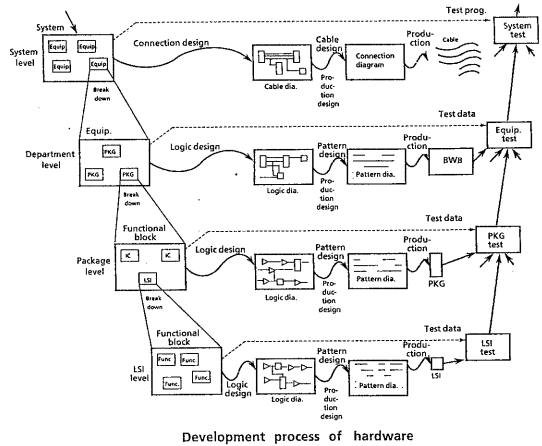 Test prog.
System
System level
Equip
Equip
Equip
Equip
Connection design
Cable dia.
Cable design
Production design
Connection diagram
Production
Cable
System test
Break down
Equip.
Test data
Department level
PKG
PKG
PKG
Logic design
Logic dia.
Pattern design
Production design
Pattern dia.
Production
BWB
Equip. test
Break down
Functional block
Test data
Package level
IC
IC
LSI
Logic design
Logic dia.
Pattern design
Production design
Pattern dia.
Production
PKG
PKG test
Break down
Functional block
Test data
LSI level
Func
Func
Func.
Func.
Logic design
Logic dia.
Pattern design
Production design
Pattern dia.
Production
LSI
LSI test
Development process of hardware